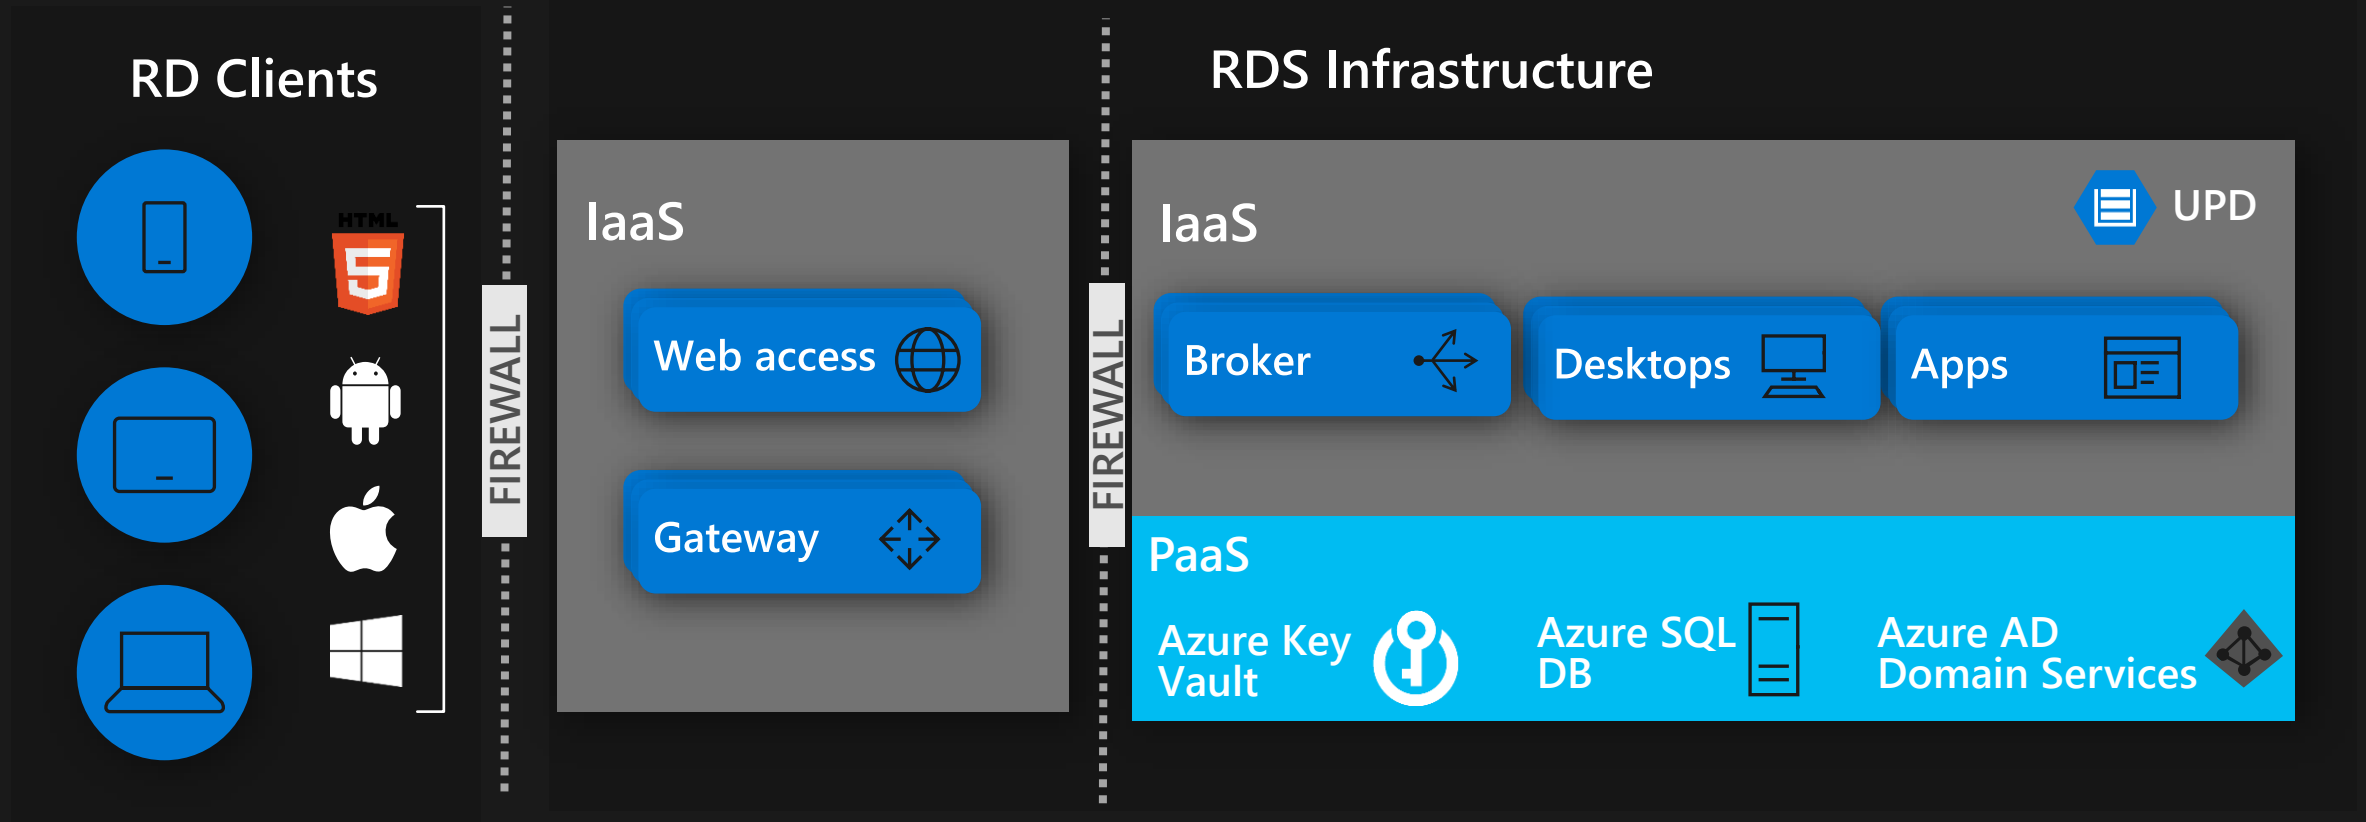 RD Clients
HTML
5
FIREWALL
IaaS
Web access
Gateway
FIREWALL
RDS Infrastructure
IaaS
UPD
Broker
Desktops
Apps
PaaS
Azure Key
Vault
Azure SQL
DB
Azure AD
Domain Services